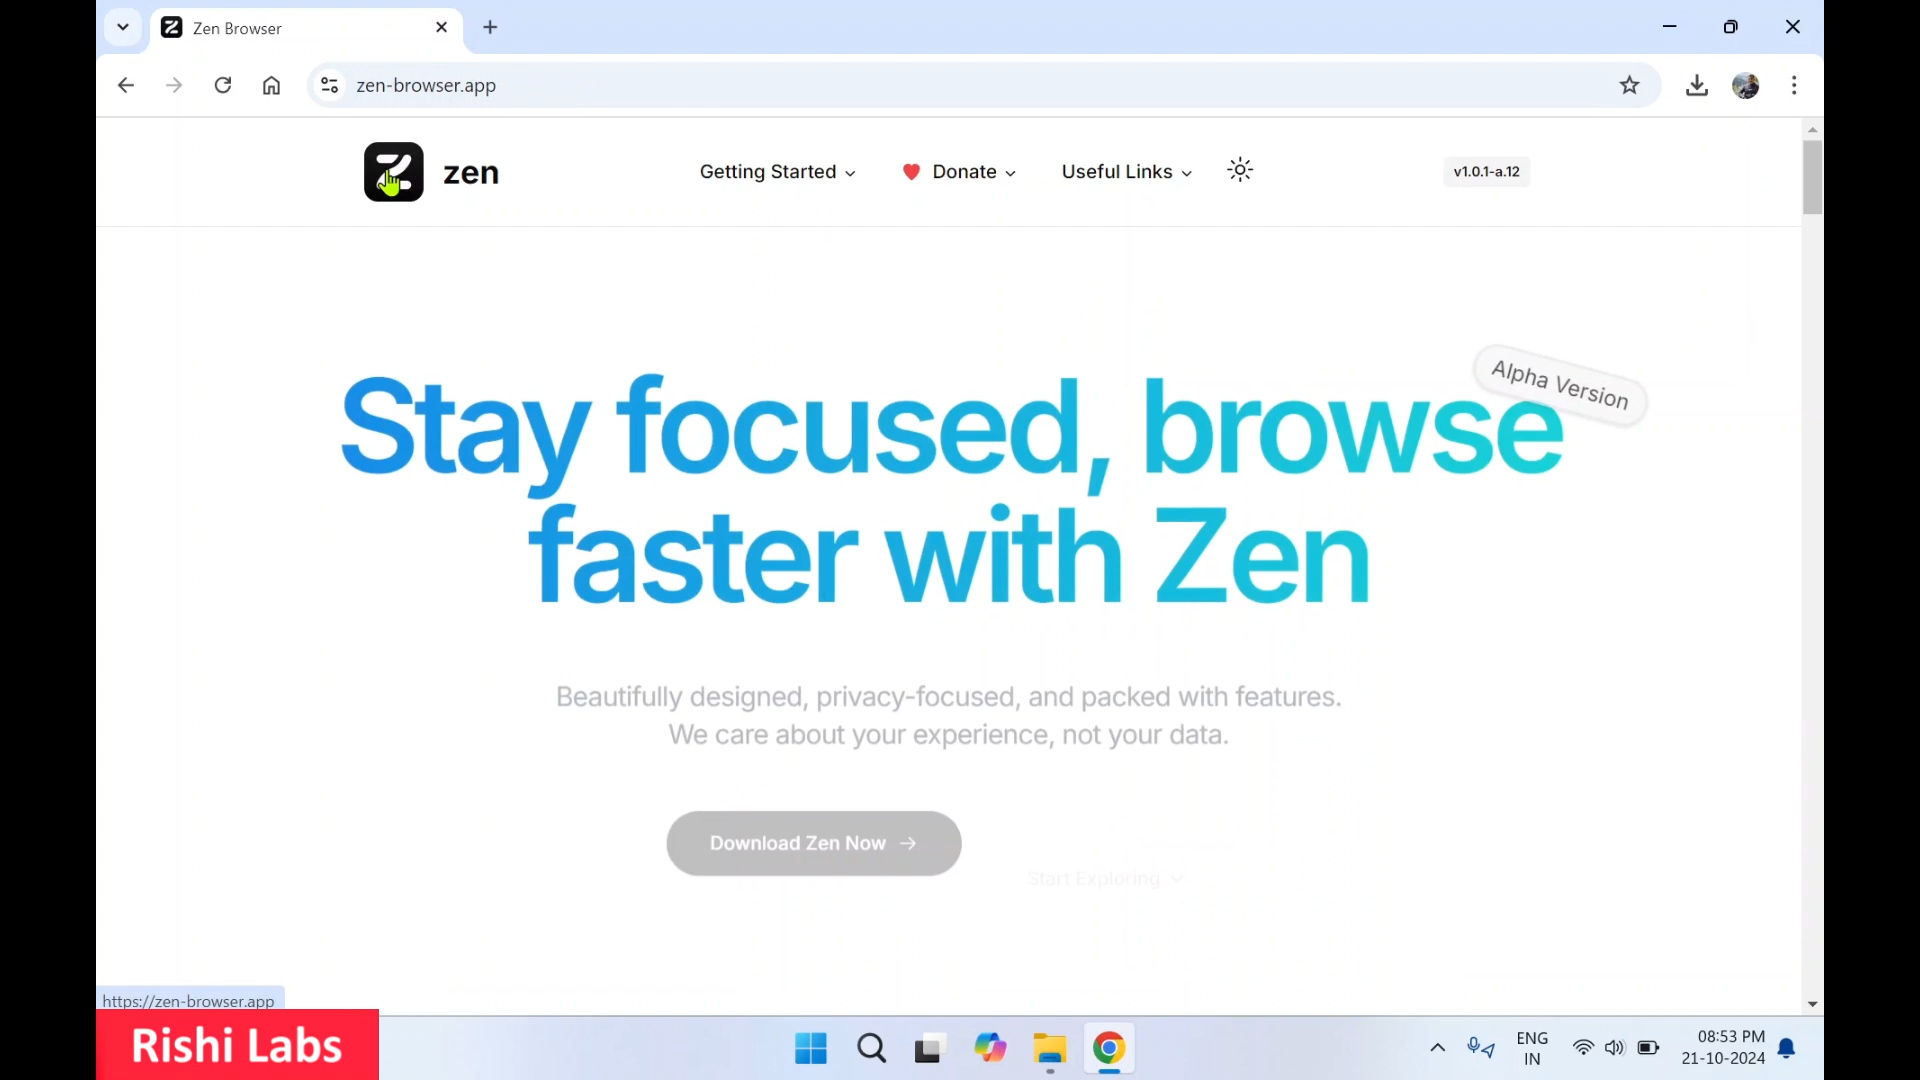 Zen Browser
zen-browser.app
zen
Getting Started
Donate
Useful Links
v1.0.1-a.12
Alpha Version
Stay focused, browse
faster with Zen
Beautifully designed, privacy-focused, and packed with features.
We care about your experience, not your data.
Download Zen Now
Start Exploring
https://zen-browser.app
Rishi Labs
ENG
IN
08:53 PM
21-10-2024